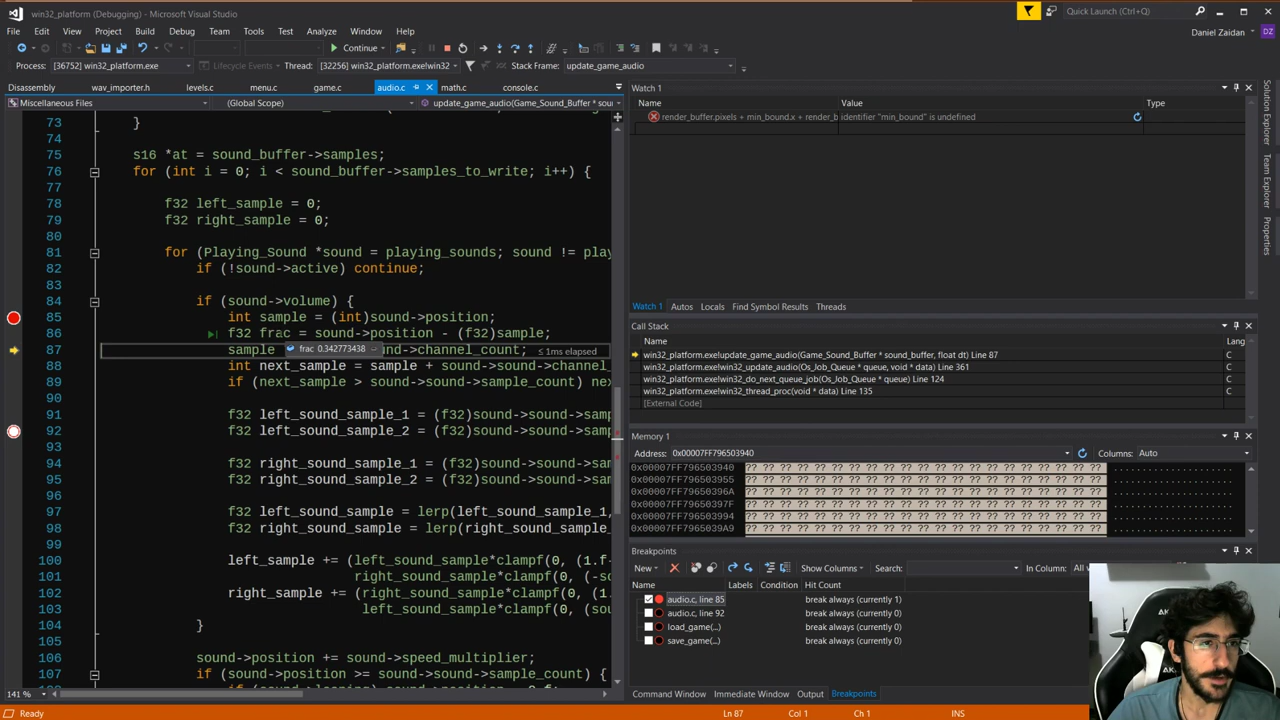 win32_platform (Debugging) - Microsoft Visual Studio
Quick Launch (Ctrl+Q)
File Edit View Project Build Debug Team Tools Test Analyze Window Help
Daniel Zaidan
DZ
Continue
Process: [36752] win32_platform.exe Lifecycle Events Thread: [32256] win32_platform.exe!win32 Stack Frame: update_game_audio
Disassembly wav_importer.h levels.c menu.c game.c audio.c math.c console.c
Miscellaneous Files (Global Scope) update_game_audio(Game_Sound_Buffer * sou
73 }
74
75 s16 *at = sound_buffer->samples;
76 for (int i = 0; i < sound_buffer->samples_to_write; i++) {
77
78 f32 left_sample = 0;
79 f32 right_sample = 0;
80
81 for (Playing_Sound *sound = playing_sounds; sound != play
82 if (!sound->active) continue;
83
84 if (sound->volume) {
85 int sample = (int)sound->position;
86 f32 frac = sound->position - (f32)sample;
87 sample und->channel_count; ≤ 1ms elapsed
frac 0.342773438
88 int next_sample = sample + sound->channel
89 if (next_sample > sound->sample_count) nex
90
91 f32 left_sound_sample_1 = (f32)sound->samp
92 f32 left_sound_sample_2 = (f32)sound->samp
93
94 f32 right_sound_sample_1 = (f32)sound->sam
95 f32 right_sound_sample_2 = (f32)sound->sam
96
97 f32 left_sound_sample = lerp(left_sound_sample_1,
98 f32 right_sound_sample = lerp(right_sound_sample_
99
100 left_sample += (left_sound_sample*clampf(0, (1.f-
101 right_sound_sample*clampf(0, (-so
102 right_sample += (right_sound_sample*clampf(0, (1.
103 left_sound_sample*clampf(0, (sou
104 }
105
106 sound->position += sound->speed_multiplier;
107 if (sound->position >= sound->sample_count) {
141 %
Watch 1
Name Value Type
render_buffer.pixels + min_bound.x + render_b identifier "min_bound" is undefined
Watch 1 Autos Locals Find Symbol Results Threads
Call Stack
Name Lang
win32_platform.exe!update_game_audio(Game_Sound_Buffer * sound_buffer, float dt) Line 87 C
win32_platform.exe!win32_update_audio(Os_Job_Queue * queue, void * data) Line 361 C
win32_platform.exe!win32_do_next_queue_job(Os_Job_Queue * queue) Line 124 C
win32_platform.exe!win32_thread_proc(void * data) Line 135 C
[External Code]
Memory 1
Address: 0x00007FF796503940 Columns: Auto
0x00007FF796503940 ?? ?? ?? ?? ?? ?? ?? ?? ?? ?? ?? ?? ?? ?? ?? ?? ?? ?? ?? ?? ?? .....................
0x00007FF796503955 ?? ?? ?? ?? ?? ?? ?? ?? ?? ?? ?? ?? ?? ?? ?? ?? ?? ?? ?? ?? ?? .....................
0x00007FF79650396A ?? ?? ?? ?? ?? ?? ?? ?? ?? ?? ?? ?? ?? ?? ?? ?? ?? ?? ?? ?? ?? .....................
0x00007FF79650397F ?? ?? ?? ?? ?? ?? ?? ?? ?? ?? ?? ?? ?? ?? ?? ?? ?? ?? ?? ?? ?? .....................
0x00007FF796503994 ?? ?? ?? ?? ?? ?? ?? ?? ?? ?? ?? ?? ?? ?? ?? ?? ?? ?? ?? ?? ?? .....................
0x00007FF7965039A9 ?? ?? ?? ?? ?? ?? ?? ?? ?? ?? ?? ?? ?? ?? ?? ?? ?? ?? ?? ?? ?? .....................
Breakpoints
New Show Columns Search: In Column: All v
Name Labels Condition Hit Count
audio.c, line 85 break always (currently 1)
audio.c, line 92 break always (currently 0)
load_game(...) break always (currently 0)
save_game(...) break always (currently 0)
Command Window Immediate Window Output Breakpoints
Solution Explorer
Team Explorer
Properties
Ready Ln 87 Col 1 Ch 1 INS